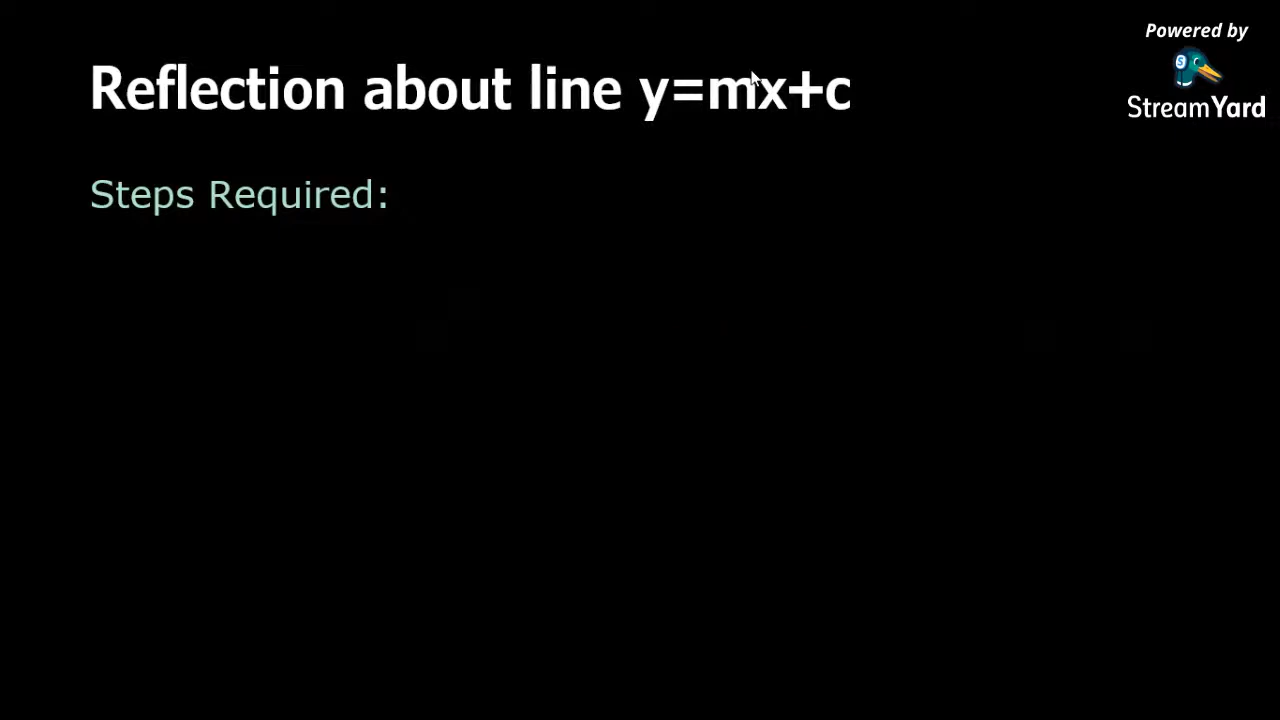 Powered by
StreamYard
Reflection about line y=mx+c
Steps Required: